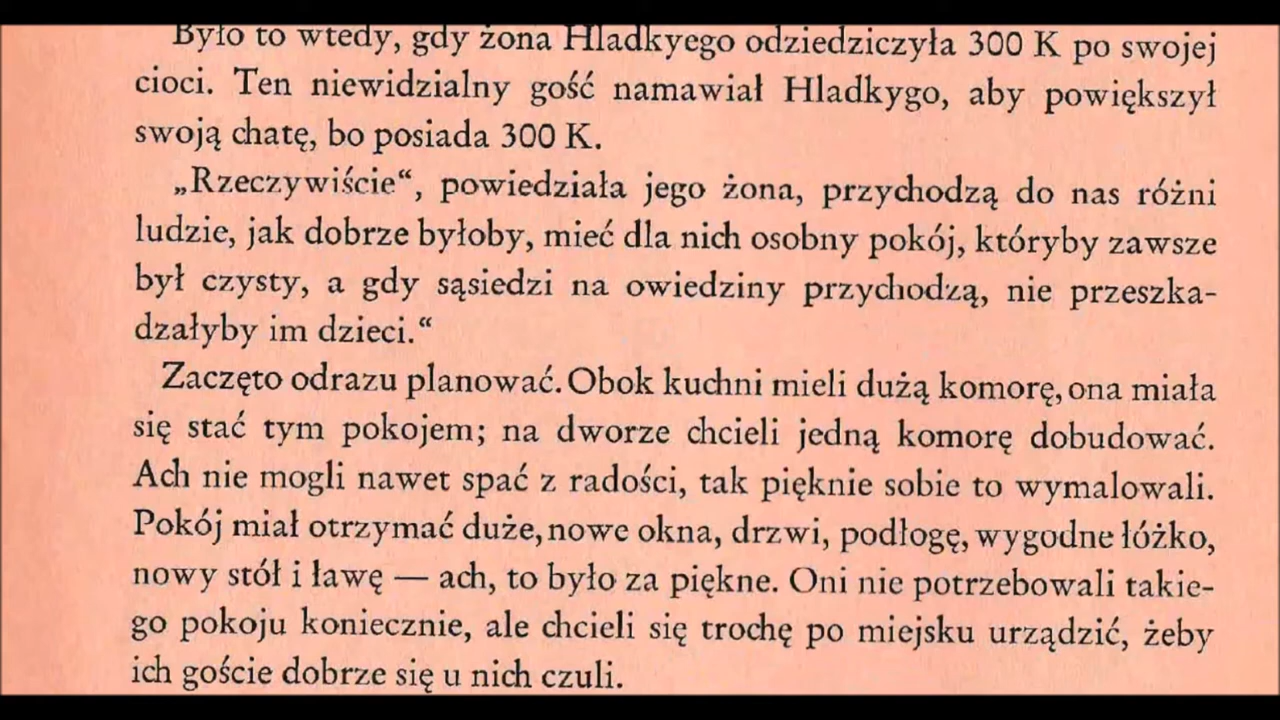 Było to wtedy, gdy żona Hladkyego odziedziczyła 300 K po swojej
cioci. Ten niewidzialny gość namawiał Hladkygo, aby powiększył
swoją chatę, bo posiada 300 K.
„Rzeczywiście“, powiedziała jego żona, przychodzą do nas różni
ludzie, jak dobrze byłoby, mieć dla nich osobny pokój, któryby zawsze
był czysty, a gdy sąsiedzi na owiedziny przychodzą, nie przeszka-
dzałyby im dzieci.“
Zaczęto odrazu planować. Obok kuchni mieli dużą komorę, ona miała
się stać tym pokojem; na dworze chcieli jedną komorę dobudować.
Ach nie mogli nawet spać z radości, tak pięknie sobie to wymalowali.
Pokój miał otrzymać duże, nowe okna, drzwi, podłogę, wygodne łóżko,
nowy stół i ławę — ach, to było za piękne. Oni nie potrzebowali takie-
go pokoju koniecznie, ale chcieli się trochę po miejsku urządzić, żeby
ich goście dobrze się u nich czuli.